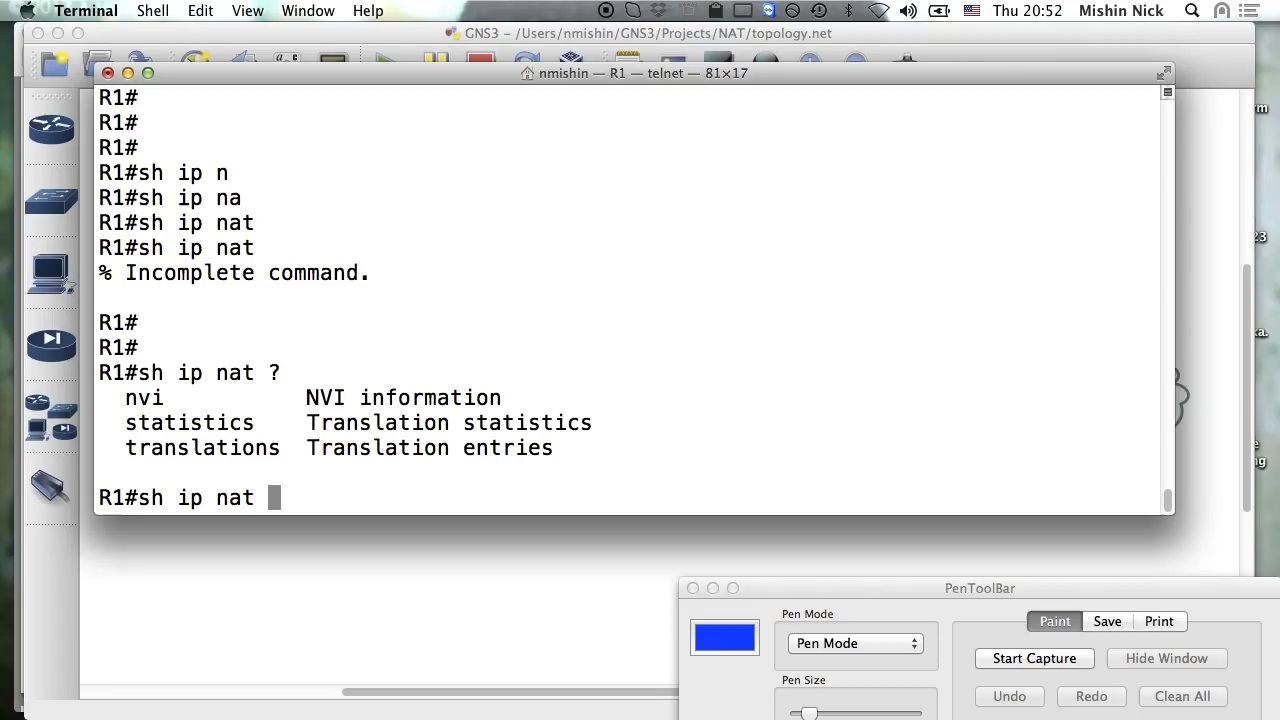 Terminal Shell Edit View Window Help Thu 20:52 Mishin Nick
GNS3 – /Users/nmishin/GNS3/Projects/NAT/topology.net
nmishin — R1 — telnet — 81×17
R1#
R1#
R1#
R1#sh ip n
R1#sh ip na
R1#sh ip nat
R1#sh ip nat
% Incomplete command.
R1#
R1#
R1#sh ip nat ?
nvi NVI information
statistics Translation statistics
translations Translation entries
R1#sh ip nat
PenToolBar
Pen Mode
Paint Save Print
Pen Mode
Start Capture Hide Window
Pen Size
Undo Redo Clean All